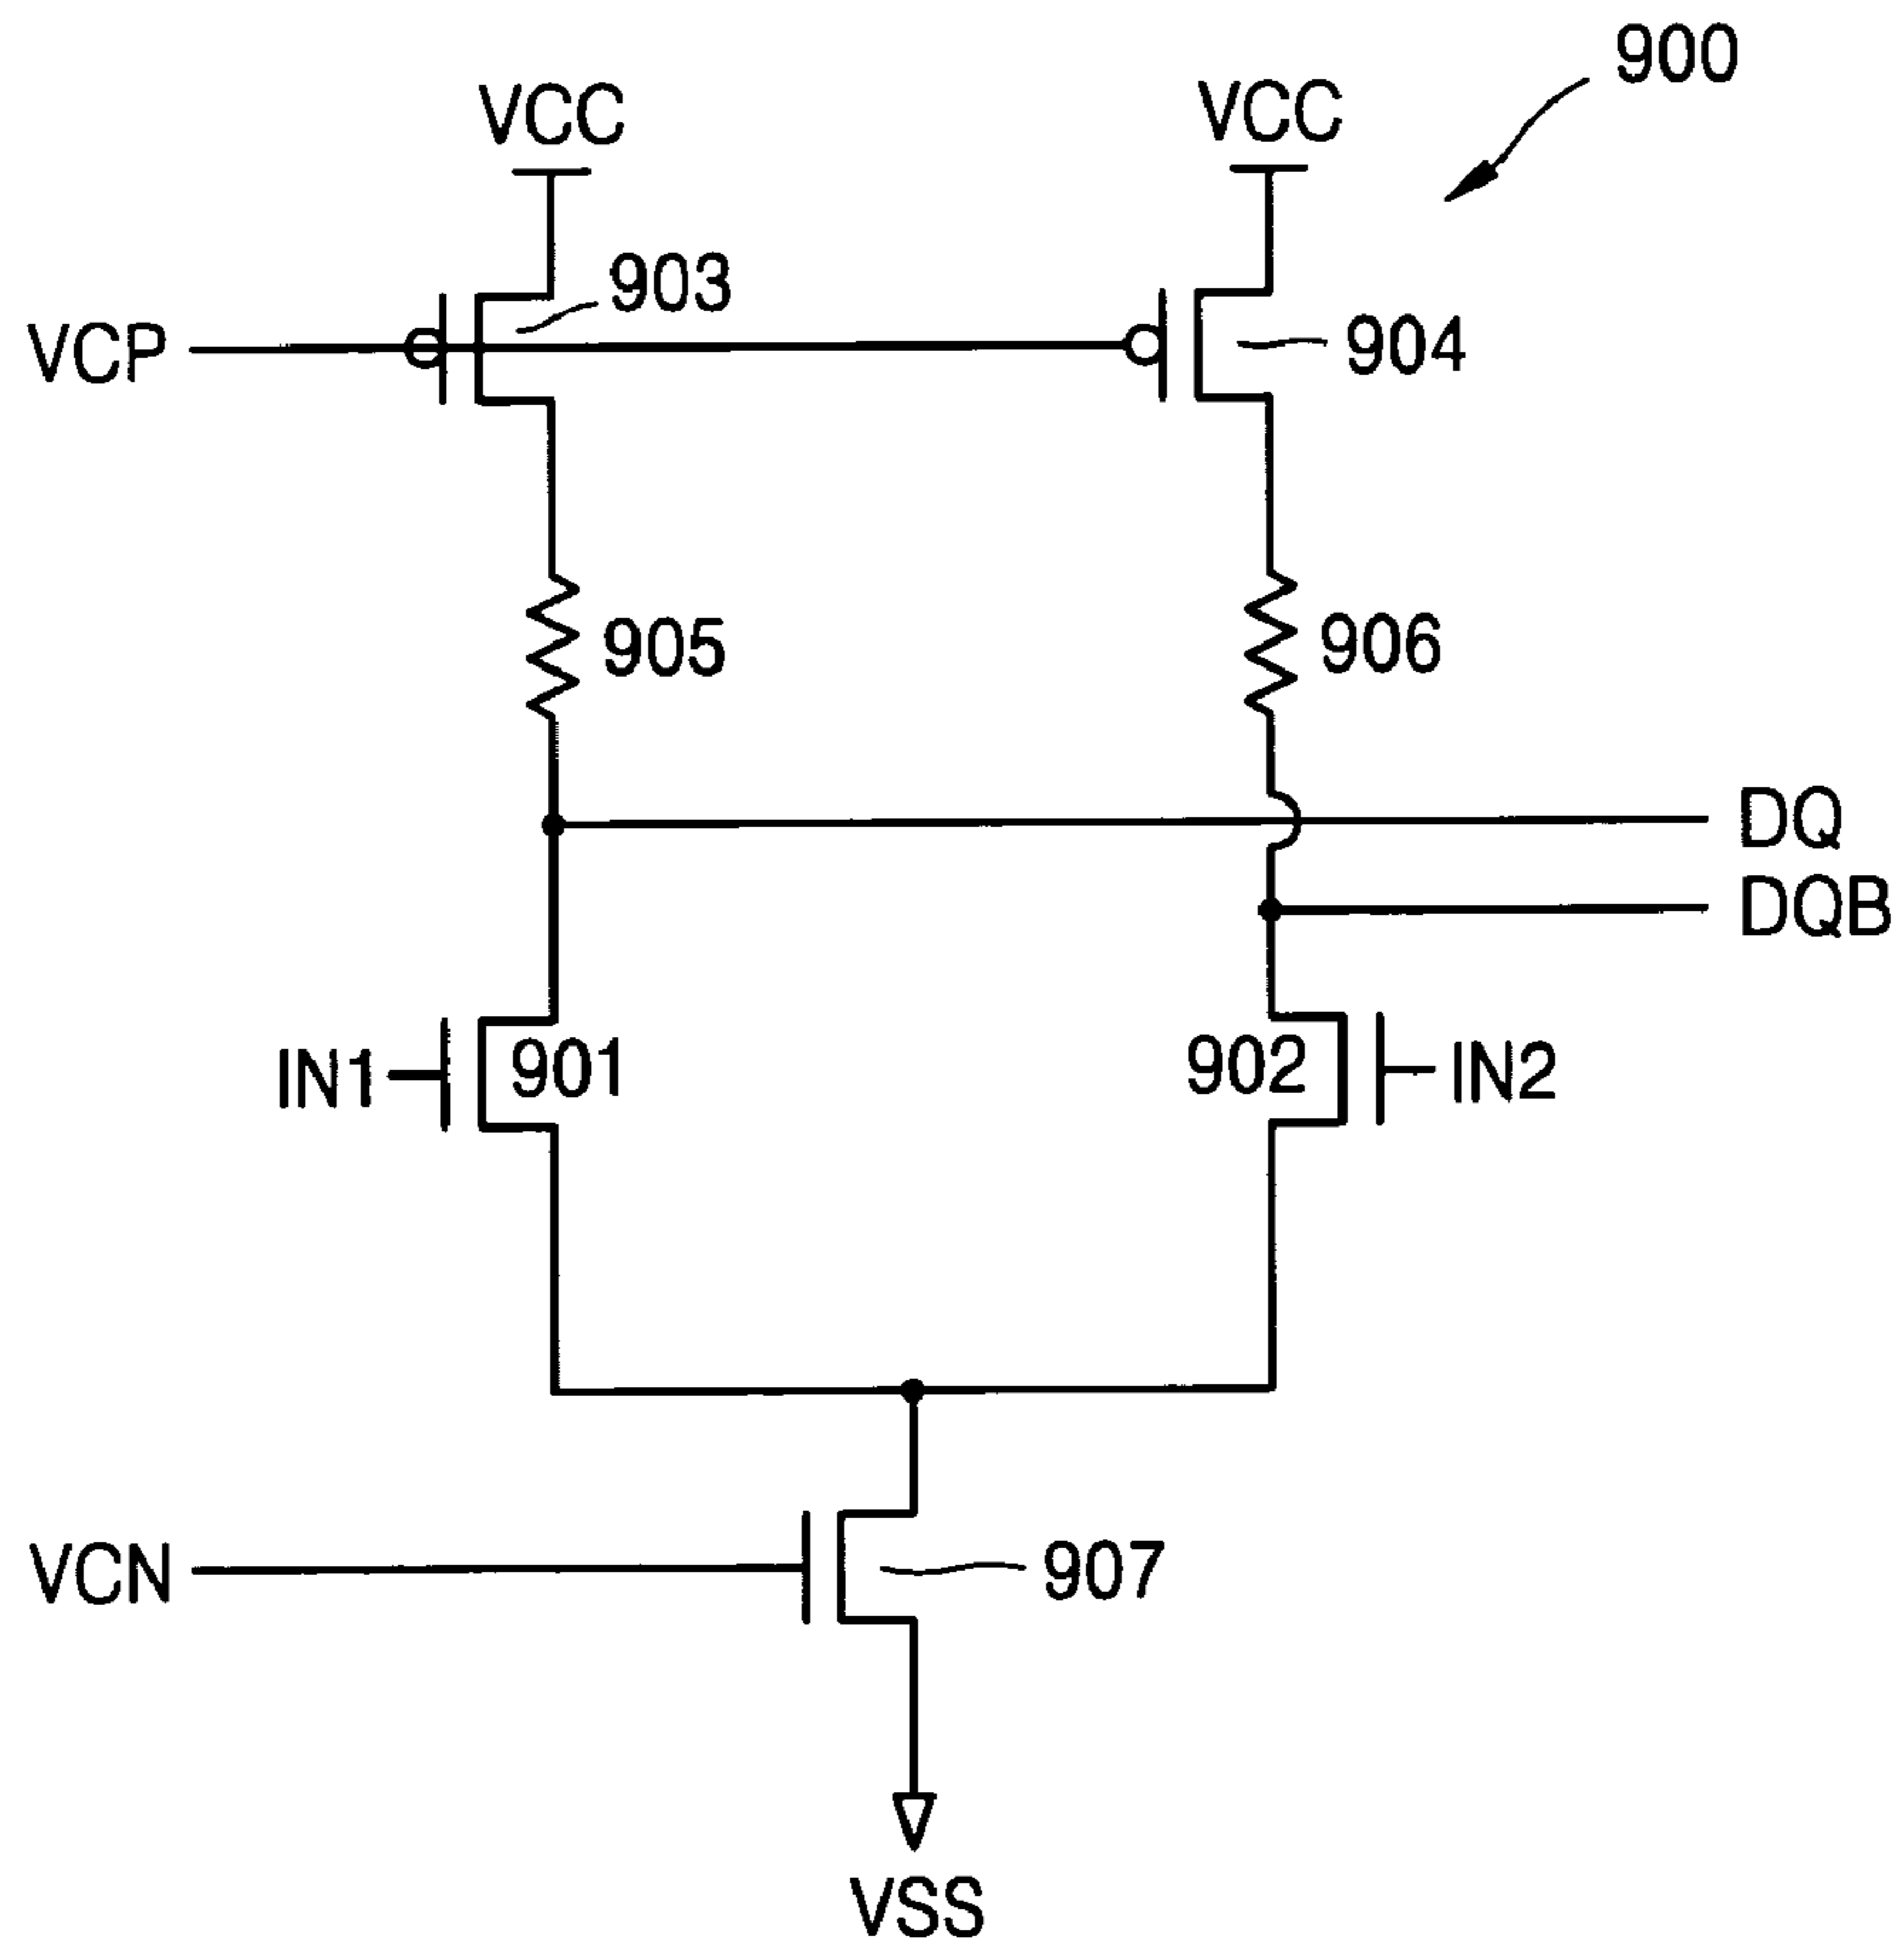 900
VCC
VCC
903
VCP
904
905
906
DQ
DQB
IN1
901
902
IN2
VCN
907
VSS